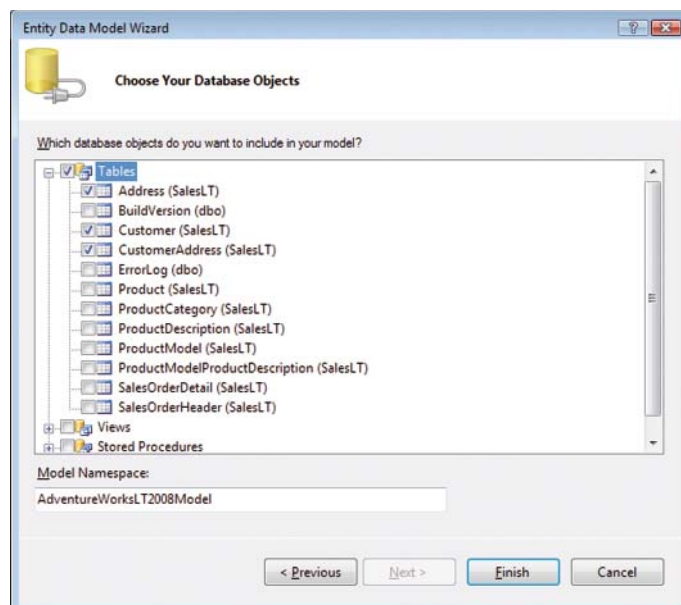 Entity Data Model Wizard
Choose Your Database Objects
Which database objects do you want to include in your model?
Tables
Address (SalesLT)
BuildVersion (dbo)
Customer (SalesLT)
CustomerAddress (SalesLT)
ErrorLog (dbo)
Product (SalesLT)
ProductCategory (SalesLT)
ProductDescription (SalesLT)
ProductModel (SalesLT)
ProductModelProductDescription (SalesLT)
SalesOrderDetail (SalesLT)
SalesOrderHeader (SalesLT)
Views
Stored Procedures
Model Namespace:
AdventureWorksLT2008Model
< Previous Next > Finish Cancel